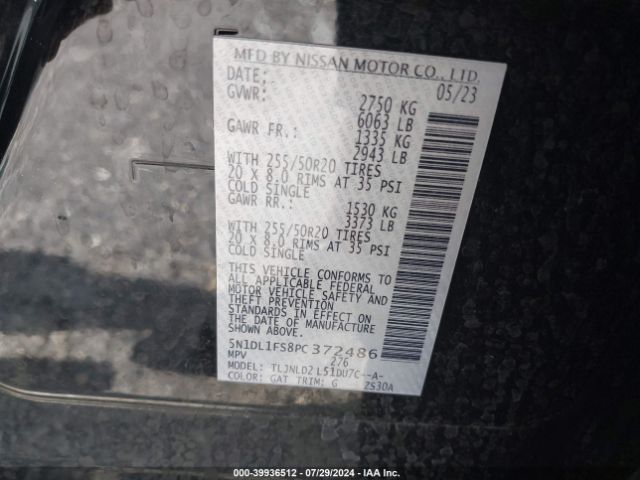 MFD BY NISSAN MOTOR CO., LTD.
DATE: 05/23
GVWR: 2750 KG
6063 LB
GAWR FR.: 1335 KG
2943 LB
WITH 255/50R20 TIRES
20 X 8.0 RIMS AT 35 PSI
COLD SINGLE
GAWR RR.: 1530 KG
3373 LB
WITH 255/50R20 TIRES
20 X 8.0 RIMS AT 35 PSI
COLD SINGLE
THIS VEHICLE CONFORMS TO
ALL APPLICABLE FEDERAL
MOTOR VEHICLE SAFETY AND
THEFT PREVENTION
STANDARDS IN EFFECT ON
THE DATE OF MANUFACTURE
SHOWN ABOVE.
5N1DL1FS8PC372486
MPV 276
MODEL: TLJNLD2 L51DU7C--A-
COLOR: GAT TRIM: G 2S30A
000-39936512 / 07/29/2024 / IAA Inc.